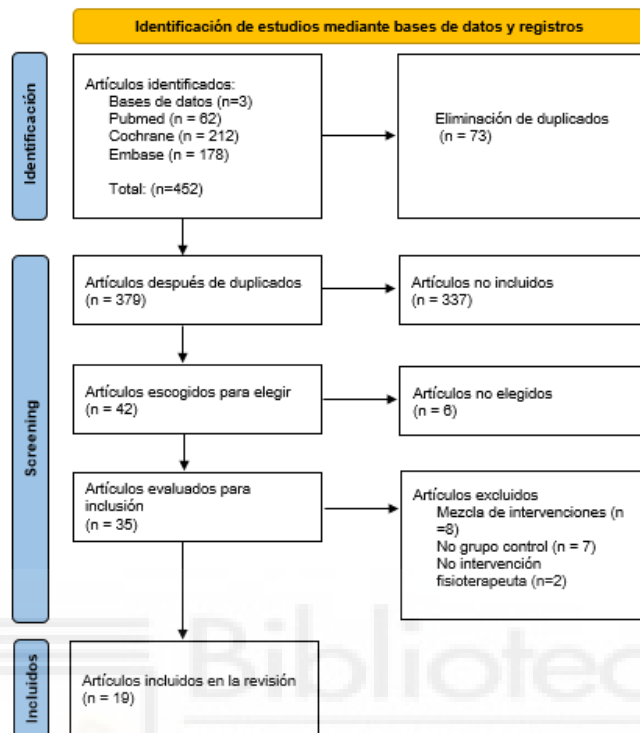 Identificación de estudios mediante bases de datos y registros
Identificación
Artículos identificados:
Bases de datos (n=3)
Pubmed (n = 62)
Cochrane (n = 212)
Embase (n = 178)
Total: (n=452)
Eliminación de duplicados
(n = 73)
Screening
Artículos después de duplicados
(n = 379)
Artículos no incluidos
(n = 337)
Artículos escogidos para elegir
(n = 42)
Artículos no elegidos
(n = 6)
Artículos evaluados para
inclusión
(n = 35)
Artículos excluidos
Mezcla de intervenciones (n
=8)
No grupo control (n = 7)
No intervención
fisioterapeuta (n=2)
Incluidos
Artículos incluidos en la revisión
(n = 19)
Bibliotec